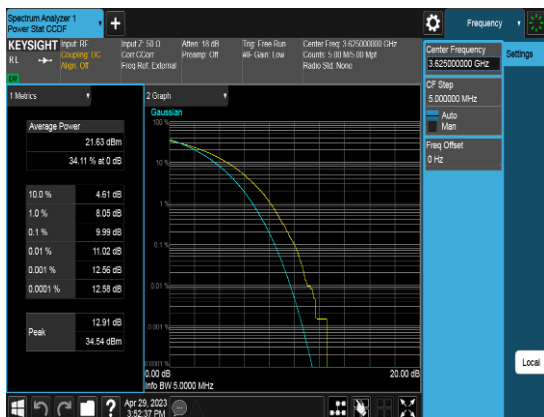 Spectrum Analyzer 1
Power Stat CCDF
Frequency
KEYSIGHT
RL
Input: RF
Coupling: DC
Align: Off
Input Z: 50 Ω
Corr CCorr
Freq Ref: External
Atten: 18 dB
Preamp: Off
Trig: Free Run
#IF Gain: Low
Center Freq: 3.625000000 GHz
Counts: 5.00 M/5.00 Mpt
Radio Std: None
Center Frequency
3.625000000 GHz
Settings
CF Step
5.000000 MHz
Auto
Man
Freq Offset
0 Hz
1 Metrics
Average Power
21.63 dBm
34.11 % at 0 dB
10.0 % 4.61 dB
1.0 % 8.05 dB
0.1 % 9.99 dB
0.01 % 11.02 dB
0.001 % 12.56 dB
0.0001 % 12.58 dB
Peak
12.91 dB
34.54 dBm
2 Graph
Gaussian
100 %
10 %
1 %
0.1 %
0.01 %
0.001 %
0.0001 %
0.00 dB
20.00 dB
Info BW 5.0000 MHz
Local
Apr 29, 2023
3:52:37 PM